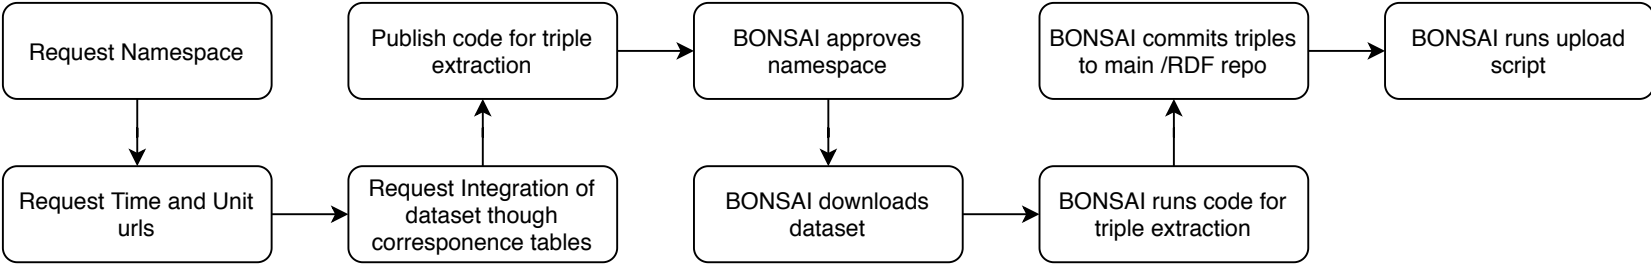 Request Namespace
Request Time and Unit
urls
Request Integration of
dataset though
corresponence tables
Publish code for triple
extraction
BONSAI approves
namespace
BONSAI downloads
dataset
BONSAI runs code for
triple extraction
BONSAI commits triples
to main /RDF repo
BONSAI runs upload
script